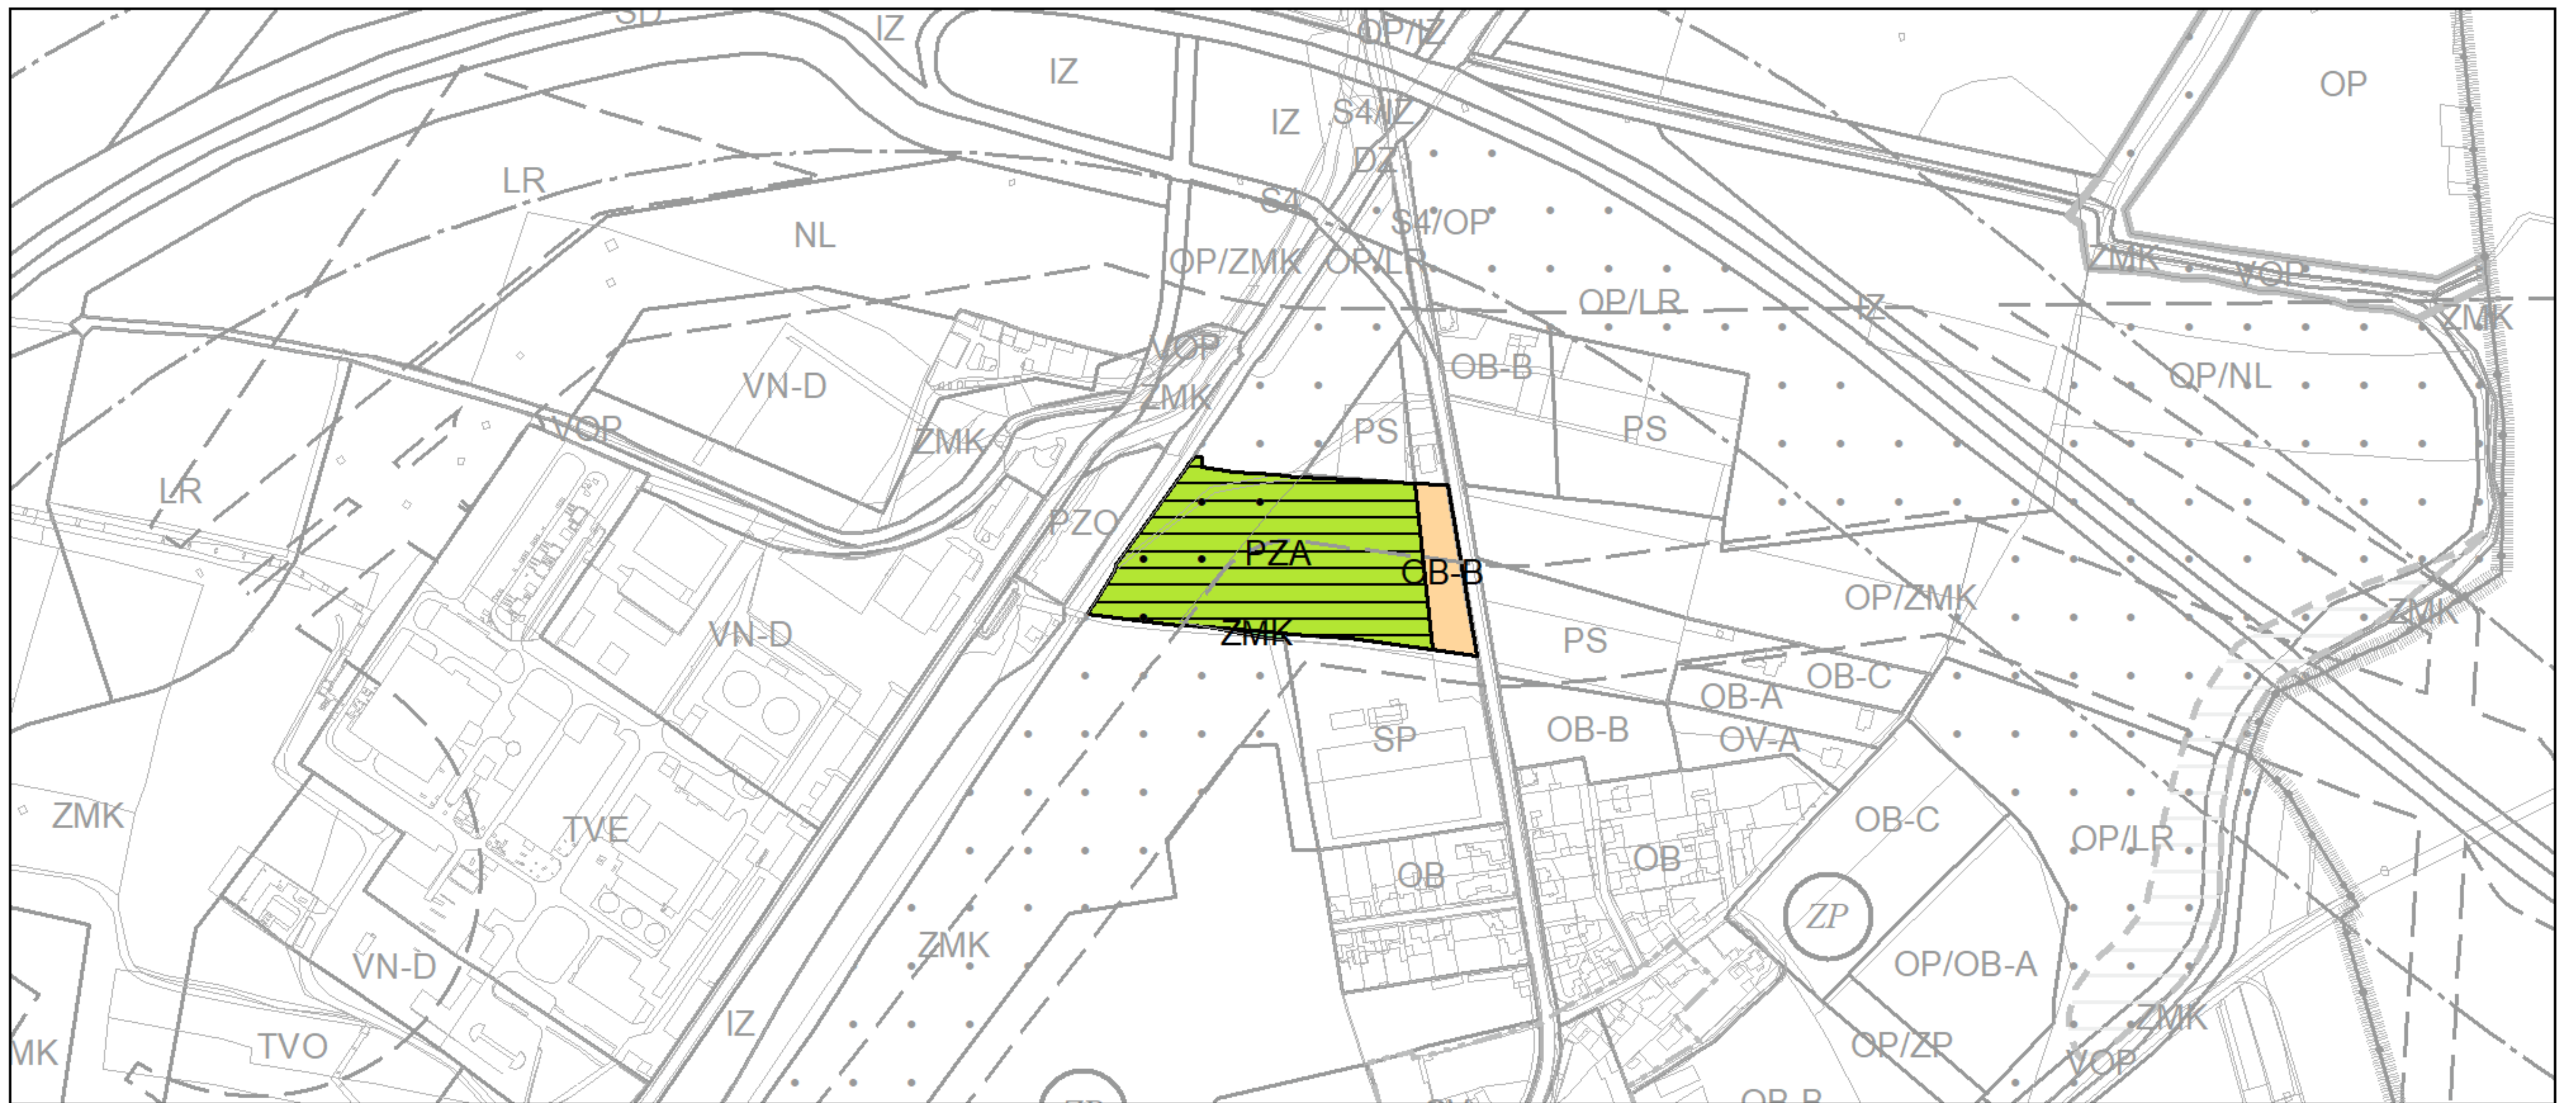 SD
IZ
OP/IZ
IZ
OP
IZ
S4/IZ
DZ
LR
S4
S4/OP
NL
OP/ZMK
OP/LR
ZMK
VOP
OP/LR
IZ
ZMK
VOP
OB-B
OP/NL
VN-D
ZMK
VOP
PS
PS
ZMK
LR
PZO
PZA
OB-B
OP/ZMK
ZMK
VN-D
ZMK
PS
OB-C
OB-A
OB-B
OV-A
SP
ZMK
TVE
OB-C
OP/LR
OB
OB
ZP
ZMK
VN-D
OP/OB-A
IZ
ZMK
TVO
MK
OP/ZP
VOP
OB-B